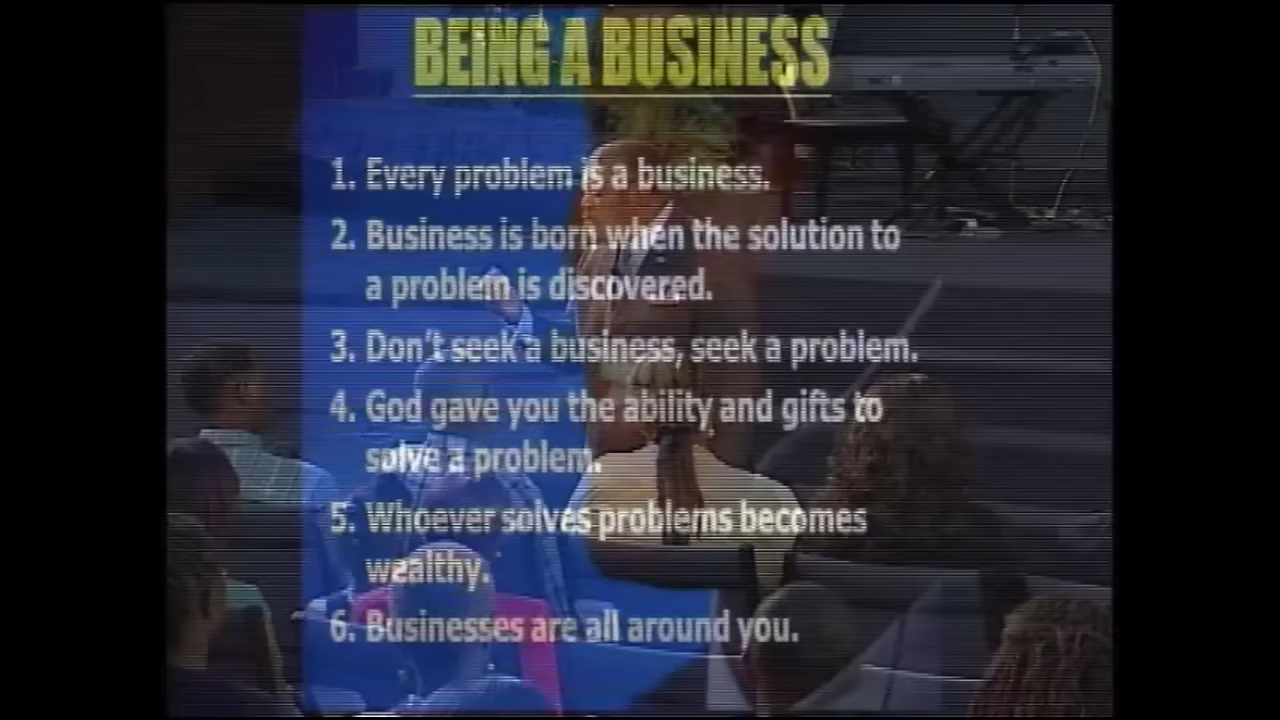 BEING A BUSINESS
1. Every problem is a business.
2. Business is born when the solution to
a problem is discovered.
3. Don't seek a business, seek a problem.
4. God gave you the ability and gifts to
solve a problem.
5. Whoever solves problems becomes
wealthy.
6. Businesses are all around you.